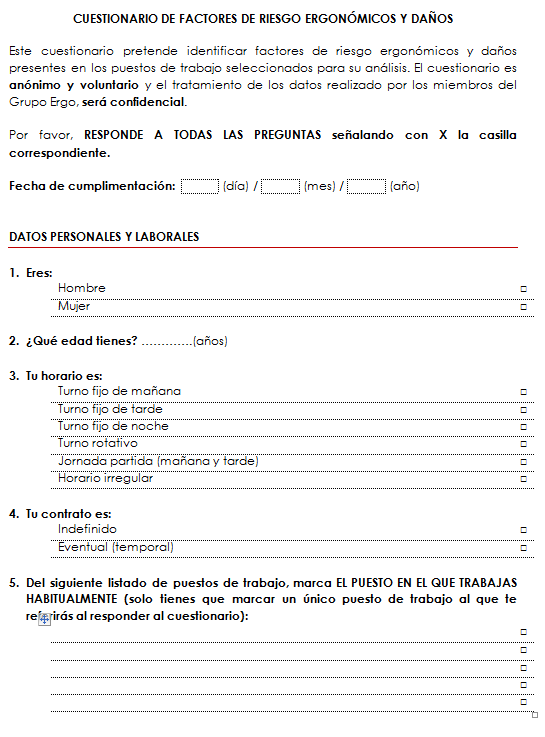 CUESTIONARIO DE FACTORES DE RIESGO ERGONÓMICOS Y DAÑOS
Este cuestionario pretende identificar factores de riesgo ergonómicos y daños
presentes en los puestos de trabajo seleccionados para su análisis. El cuestionario es
anónimo y voluntario y el tratamiento de los datos realizado por los miembros del
Grupo Ergo, será confidencial.
Por favor, RESPONDE A TODAS LAS PREGUNTAS señalando con X la casilla
correspondiente.
Fecha de cumplimentación: (día) / (mes) / (año)
DATOS PERSONALES Y LABORALES
1. Eres:
Hombre □
Mujer □
2. ¿Qué edad tienes? .............(años)
3. Tu horario es:
Turno fijo de mañana □
Turno fijo de tarde □
Turno fijo de noche □
Turno rotativo □
Jornada partida (mañana y tarde) □
Horario irregular □
4. Tu contrato es:
Indefinido □
Eventual (temporal) □
5. Del siguiente listado de puestos de trabajo, marca EL PUESTO EN EL QUE TRABAJAS
HABITUALMENTE (solo tienes que marcar un único puesto de trabajo al que te
referirás al responder al cuestionario):
□
□
□
□
□